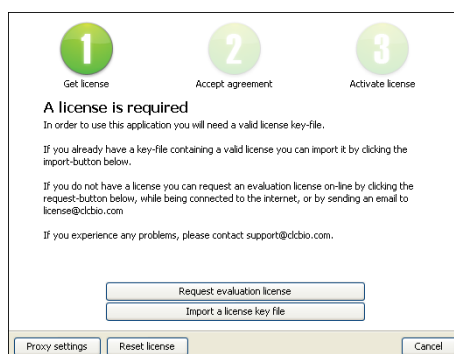 1 2 3
Get license Accept agreement Activate license
A license is required
In order to use this application you will need a valid license key-file.
If you already have a key-file containing a valid license you can import it by clicking the
import-button below.
If you do not have a license you can request an evaluation license on-line by clicking the
request-button below, while being connected to the internet, or by sending an email to
license@clcbio.com
If you experience any problems, please contact support@clcbio.com.
Request evaluation license
Import a license key file
Proxy settings Reset license Cancel